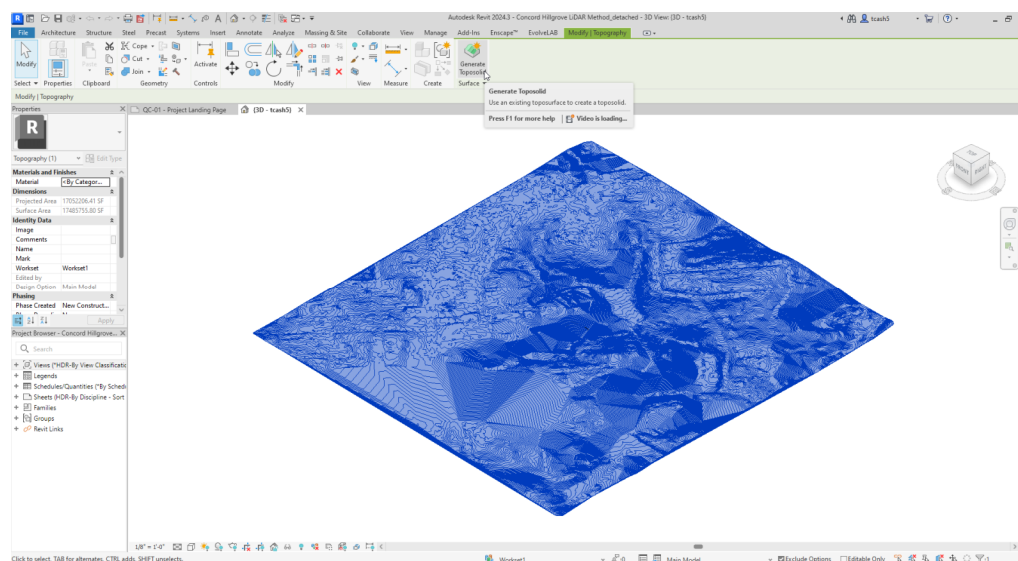 Autodesk Revit 2024.3 - Concord Hillgrove LiDAR Method_detached - 3D View: {3D - tcash5}
tcash5
File Architecture Structure Steel Precast Systems Insert Annotate Analyze Massing & Site Collaborate View Manage Add-Ins Enscape™ EvolveLAB Modify | Topography
Modify
Paste
Cope
Cut
Join
Activate
Generate
Toposolid
Select Properties Clipboard Geometry Controls Modify View Measure Create Surface
Modify | Topography
Generate Toposolid
Use an existing toposurface to create a toposolid.
Press F1 for more help Video is loading...
Properties
QC-01 - Project Landing Page
{3D - tcash5}
R
Topography (1) Edit Type
Materials and Finishes
Material <By Categor...
Dimensions
Projected Area 17052206.41 SF
Surface Area 17485755.80 SF
Identity Data
Image
Comments
Name
Mark
Workset Workset1
Edited by
Design Option Main Model
Phasing
Phase Created New Construct...
Apply
Project Browser - Concord Hillgrove...
Search
Views ("HDR-By View Classificatio
Legends
Schedules/Quantities ("By Schedu
Sheets (HDR-By Discipline - Sort
Families
Groups
Revit Links
TOP
FRONT
1/8" = 1'-0"
Click to select, TAB for alternates, CTRL adds, SHIFT unselects.
Workset1
:0
Main Model
Exclude Options
Editable Only
:1